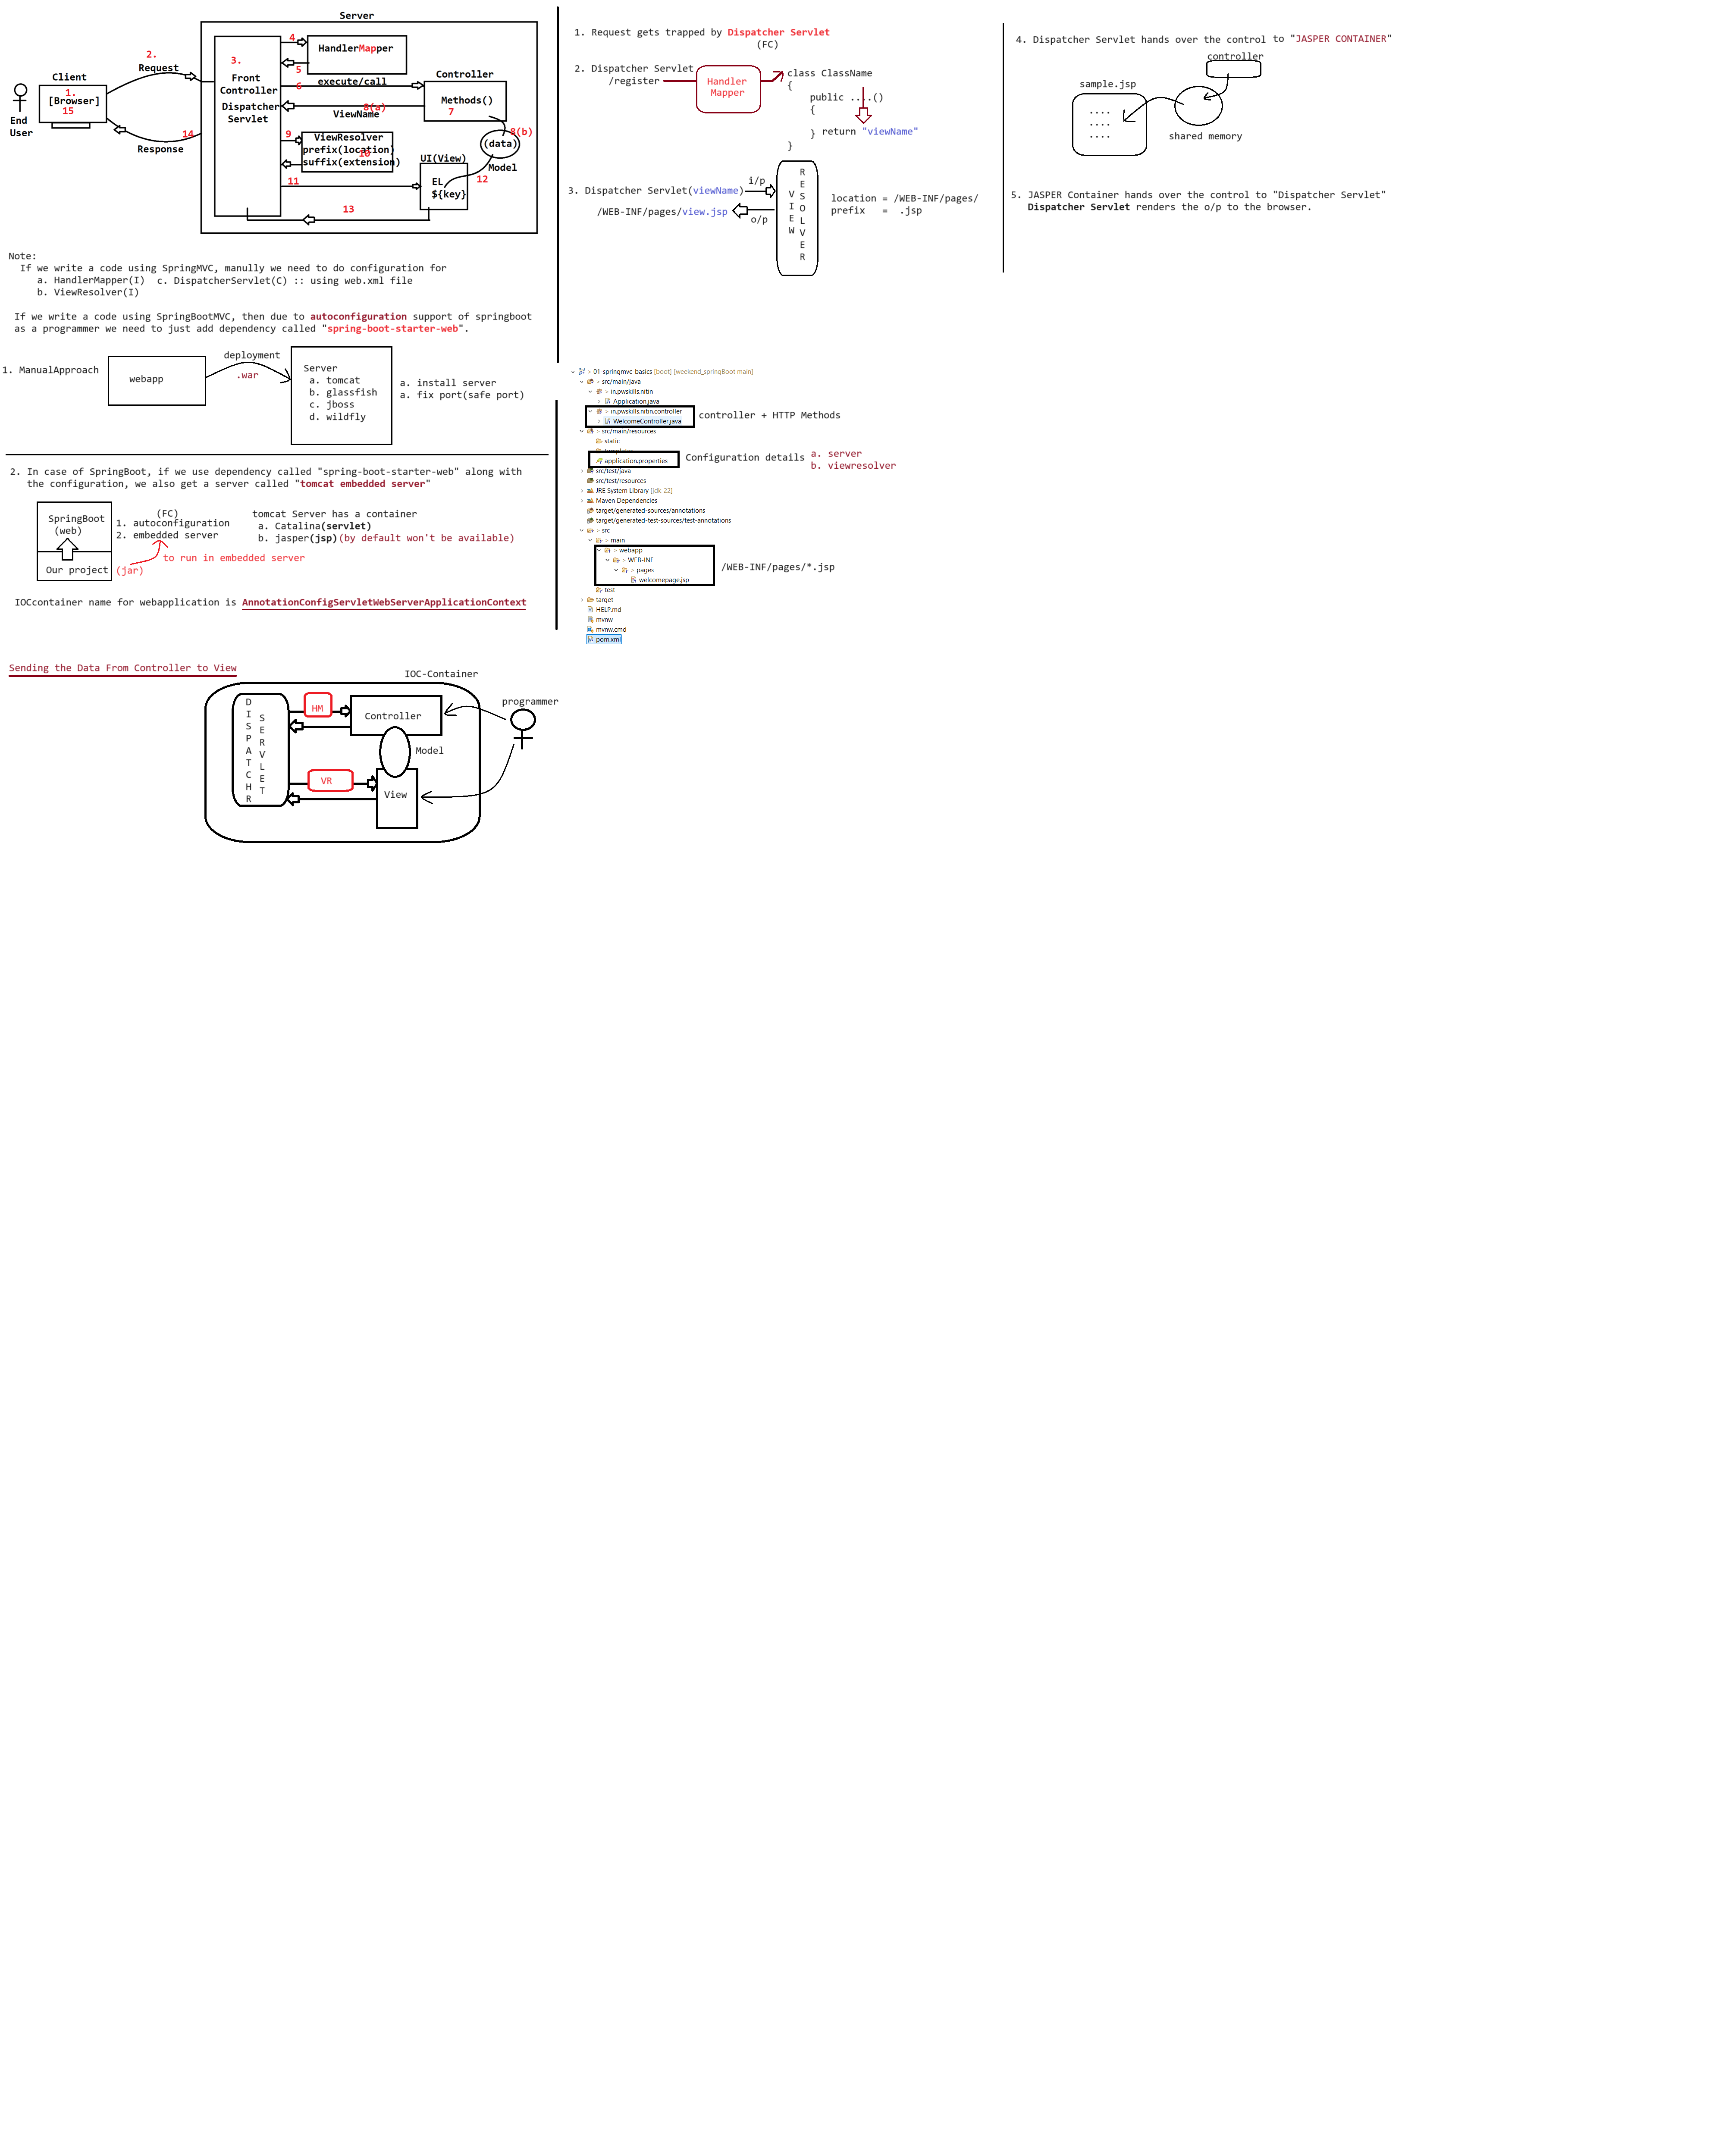 Server
4
HandlerMapper
5
3.
Front
Controller
Dispatcher
Servlet
2.
Request
Client
1.
[Browser]
15
End
User
14
Response
6
execute/call
Controller
Methods()
7
8(a)
ViewName
8(b)
(data)
Model
9
ViewResolver
prefix(location)
10
suffix(extension)
UI(View)
11
EL
${key}
12
13
Note:
If we write a code using SpringMVC, manully we need to do configuration for
a. HandlerMapper(I)  c. DispatcherServlet(C) :: using web.xml file
b. ViewResolver(I)
If we write a code using SpringBootMVC, then due to autoconfiguration support of springboot
as a programmer we need to just add dependency called "spring-boot-starter-web".
1. ManualApproach
webapp
deployment
.war
Server
a. tomcat
b. glassfish
c. jboss
d. wildfly
a. install server
a. fix port(safe port)
2. In case of SpringBoot, if we use dependency called "spring-boot-starter-web" along with
the configuration, we also get a server called "tomcat embedded server"
SpringBoot
(web)
Our project
(jar)
(FC)
1. autoconfiguration
2. embedded server
to run in embedded server
tomcat Server has a container
a. Catalina(servlet)
b. jasper(jsp)(by default won't be available)
IOCcontainer name for webapplication is AnnotationConfigServletWebServerApplicationContext
1. Request gets trapped by Dispatcher Servlet
(FC)
2. Dispatcher Servlet
/register
Handler
Mapper
class ClassName
{
public ....()
{
return "viewName"
}
}
3. Dispatcher Servlet(viewName)
/WEB-INF/pages/view.jsp
i/p
o/p
VIEW
RESOLVER
location = /WEB-INF/pages/
prefix   =  .jsp
4. Dispatcher Servlet hands over the control to "JASPER CONTAINER"
controller
sample.jsp
....
....
....
shared memory
5. JASPER Container hands over the control to "Dispatcher Servlet"
Dispatcher Servlet renders the o/p to the browser.
> 01-springmvc-basics [boot] [weekend_springBoot main]
> src/main/java
> in.pwskills.nitin
> Application.java
> in.pwskills.nitin.controller
> WelcomeController.java
controller + HTTP Methods
> src/main/resources
static
templates
application.properties
Configuration details
a. server
b. viewresolver
> src/test/java
src/test/resources
> JRE System Library [jdk-22]
> Maven Dependencies
target/generated-sources/annotations
target/generated-test-sources/test-annotations
> src
> main
> webapp
> WEB-INF
> pages
welcomepage.jsp
/WEB-INF/pages/*.jsp
test
> target
HELP.md
mvnw
mvnw.cmd
pom.xml
Sending the Data From Controller to View
IOC-Container
DISPATCHR
SERVLET
HM
Controller
Model
VR
View
programmer